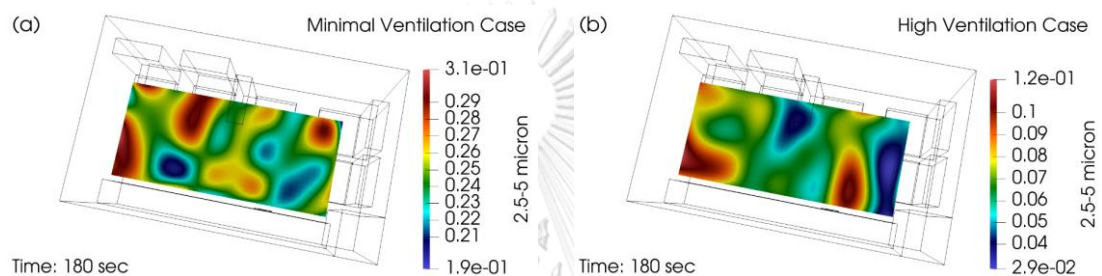 (a)
Minimal Ventilation Case
3.1e-01
0.29
0.28
0.27
0.26
0.25
0.24
0.23
0.22
0.21
1.9e-01
2.5-5 micron
Time: 180 sec
(b)
High Ventilation Case
1.2e-01
0.1
0.09
0.08
0.07
0.06
0.05
0.04
2.9e-02
2.5-5 micron
Time: 180 sec